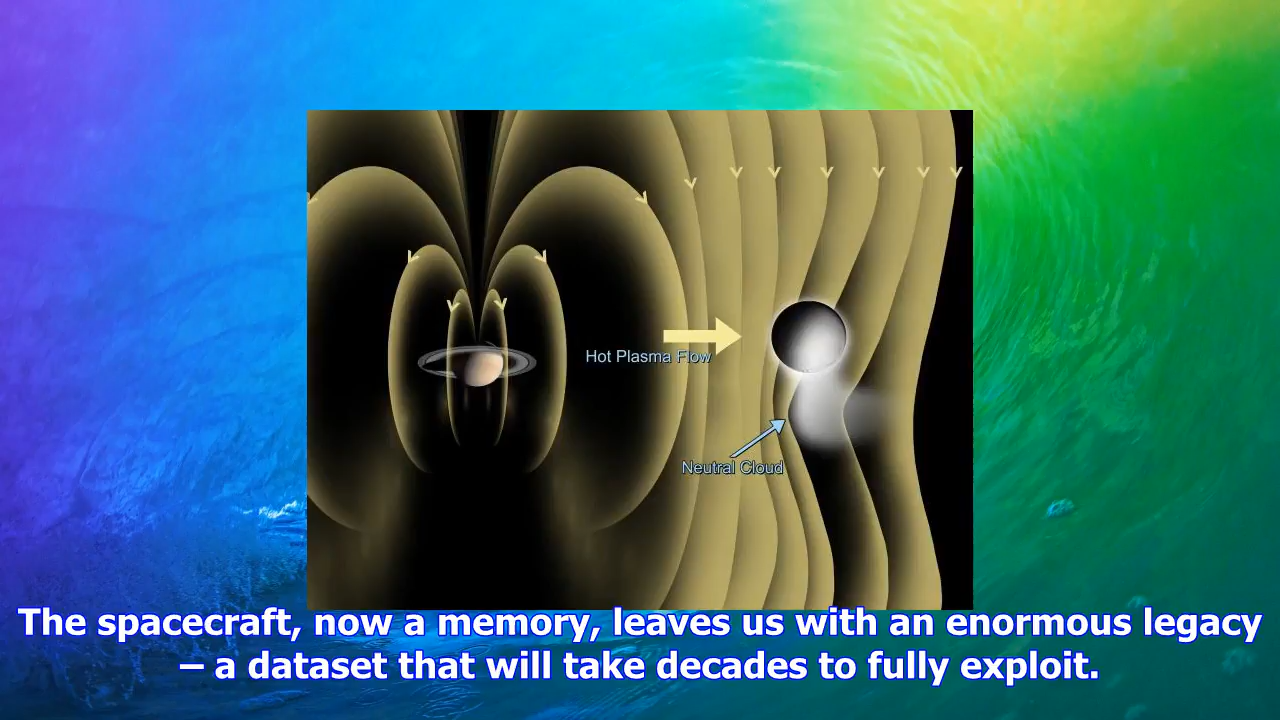 Hot Plasma Flow
Neutral Cloud
The spacecraft, now a memory, leaves us with an enormous legacy
– a dataset that will take decades to fully exploit.